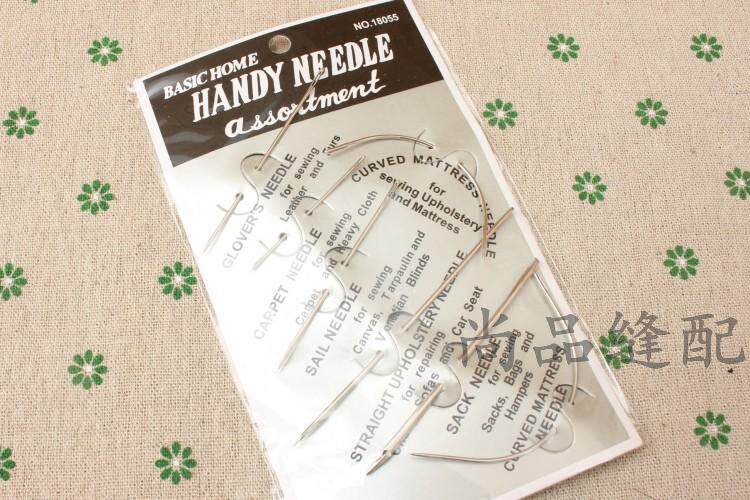 NO.18055
BASIC HOME
HANDY NEEDLE
assortment
GLOVER'S NEEDLE
for sewing
Leather and Furs
CURVED MATTRESS NEEDLE
for
sewing Upholstery
and Mattress
CARPET NEEDLE
for sewing
Carpet and Heavy Cloth
SAIL NEEDLE
for sewing
Canvas, Tarpaulin and
Venetian Blinds
STRAIGHT UPHOLSTERY NEEDLE
for repairing
Sofas and Car Seat
SACK NEEDLE
for sewing
Sacks, Bags and
Hampers
CURVED MATTRESS
NEEDLE
尚品缝配